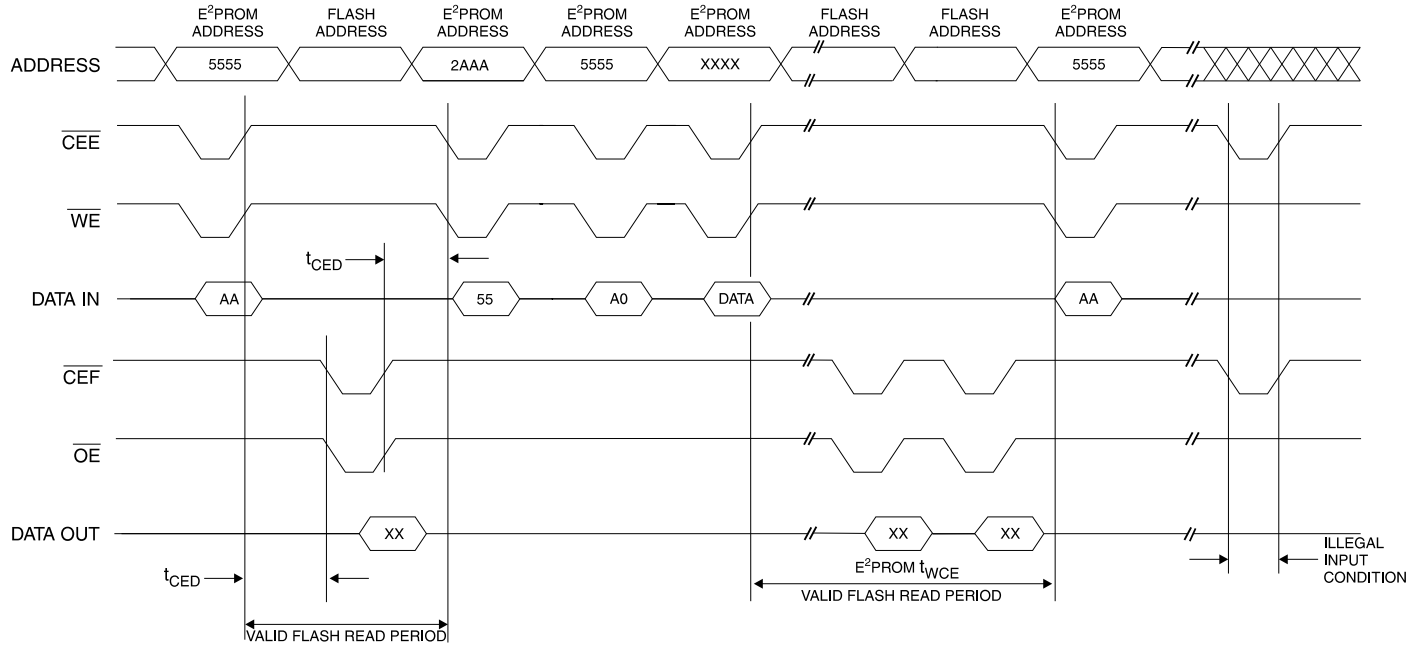 E²PROM ADDRESS
FLASH ADDRESS
E²PROM ADDRESS
E²PROM ADDRESS
E²PROM ADDRESS
FLASH ADDRESS
FLASH ADDRESS
E²PROM ADDRESS
ADDRESS
5555
2AAA
5555
XXXX
5555
CEE
WE
tCED
DATA IN
AA
55
A0
DATA
AA
CEF
OE
DATA OUT
XX
XX
XX
tCED
E²PROM tWCE
VALID FLASH READ PERIOD
ILLEGAL
INPUT
CONDITION
VALID FLASH READ PERIOD